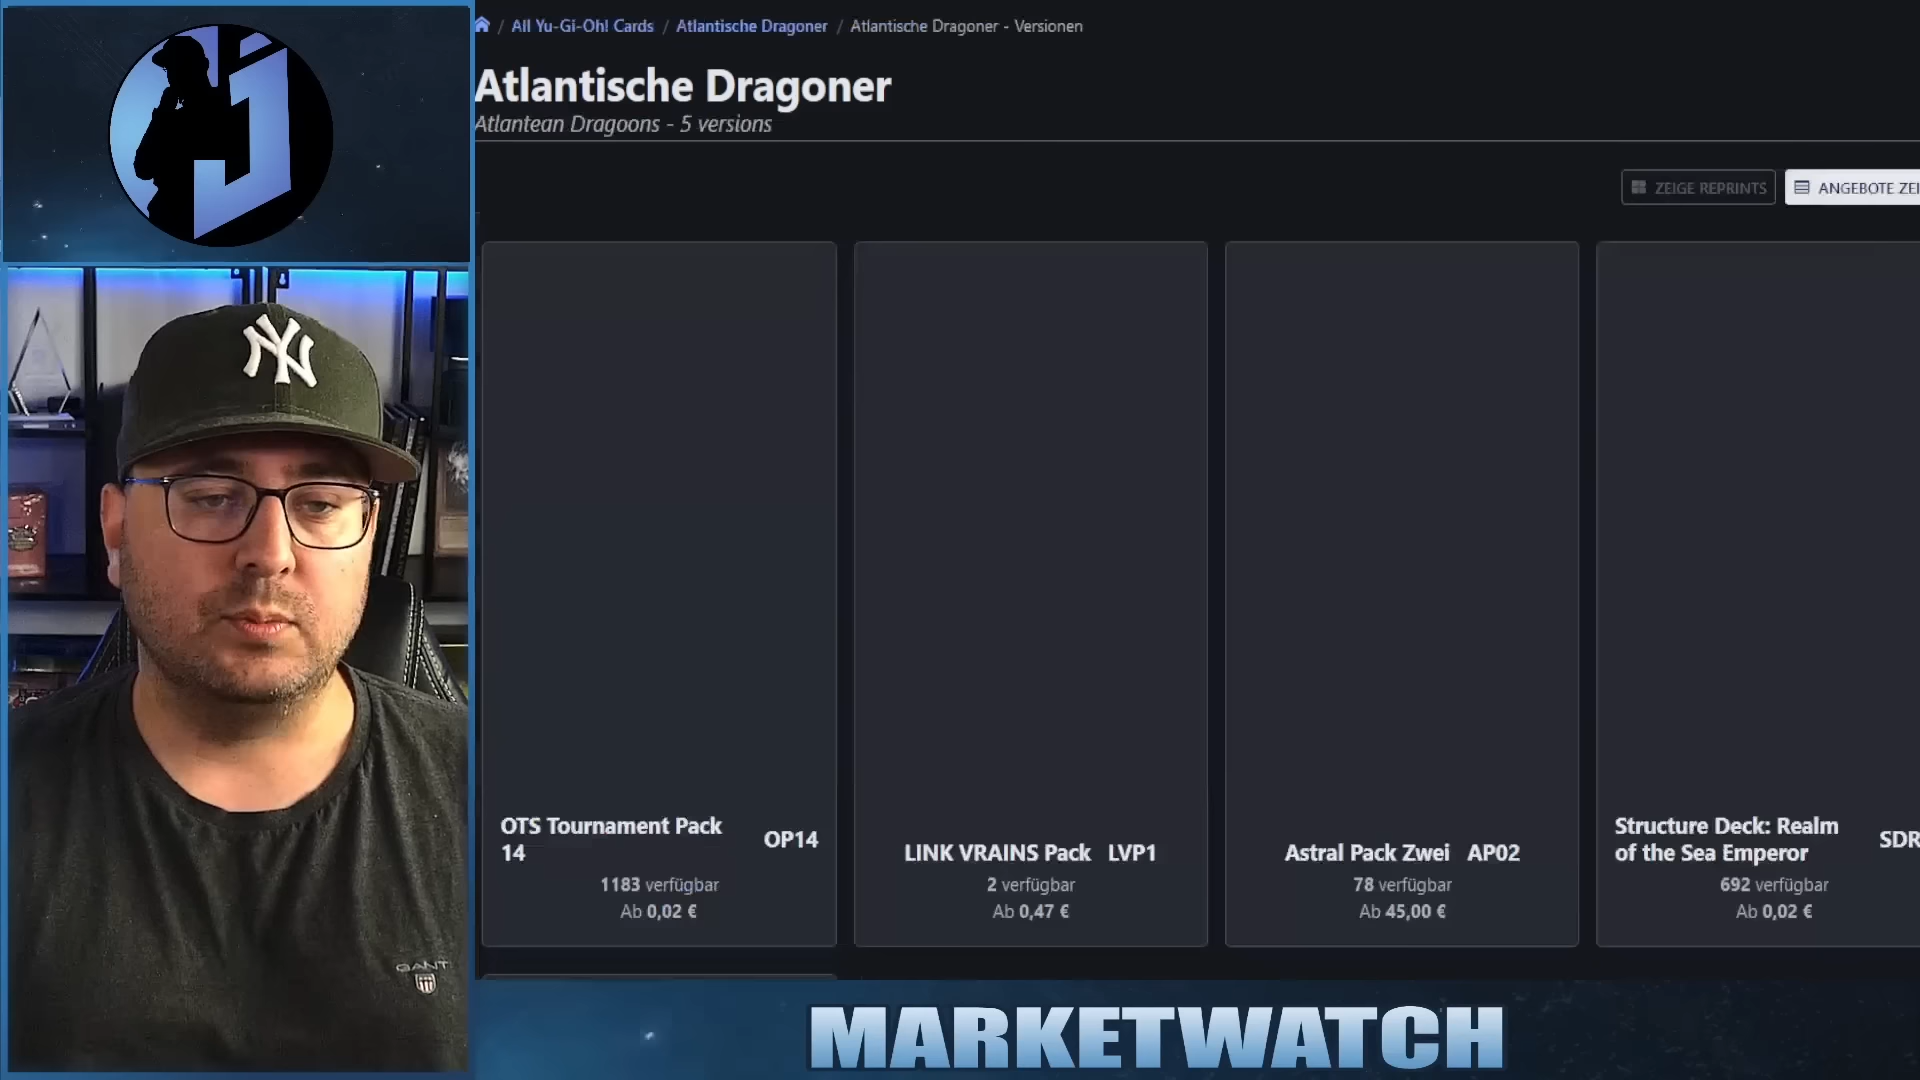 / All Yu-Gi-Oh! Cards / Atlantische Dragoner / Atlantische Dragoner - Versionen
Atlantische Dragoner
Atlantean Dragoons - 5 versions
ZEIGE REPRINTS
ANGEBOTE ZEI
OTS Tournament Pack
14
OP14
1183 verfügbar
Ab 0,02 €
LINK VRAINS Pack LVP1
2 verfügbar
Ab 0,47 €
Astral Pack Zwei AP02
78 verfügbar
Ab 45,00 €
Structure Deck: Realm
of the Sea Emperor
SDR
692 verfügbar
Ab 0,02 €
NY
GANT
MARKETWATCH